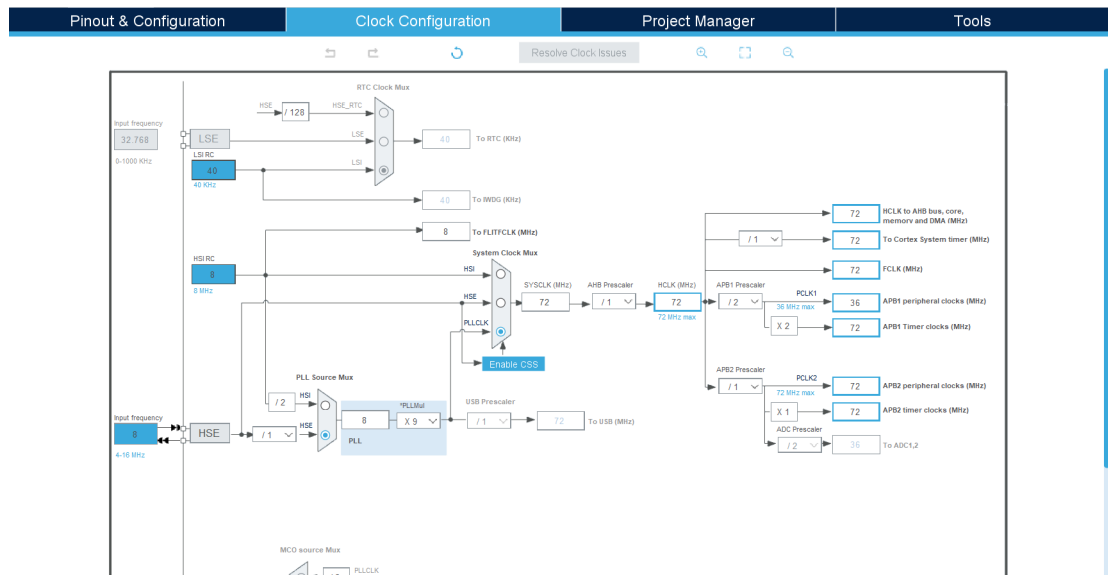 Pinout & Configuration
Clock Configuration
Project Manager
Tools
Resolve Clock Issues
RTC Clock Mux
HSE
/ 128
HSE_RTC
Input frequency
32.768
0-1000 KHz
LSE
LSE
40
To RTC (KHz)
LSI RC
40
40 KHz
LSI
40
To IWDG (KHz)
8
To FLITFCLK (MHz)
System Clock Mux
HSI RC
8
8 MHz
HSI
HSE
PLLCLK
Enable CSS
SYSCLK (MHz)
72
AHB Prescaler
/ 1
HCLK (MHz)
72
72 MHz max
72
HCLK to AHB bus, core,
memory and DMA (MHz)
/ 1
72
To Cortex System timer (MHz)
72
FCLK (MHz)
APB1 Prescaler
/ 2
PCLK1
36 MHz max
36
APB1 peripheral clocks (MHz)
X 2
72
APB1 Timer clocks (MHz)
APB2 Prescaler
/ 1
PCLK2
72 MHz max
72
APB2 peripheral clocks (MHz)
X 1
72
APB2 timer clocks (MHz)
ADC Prescaler
/ 2
36
To ADC1,2
PLL Source Mux
/ 2
HSI
Input frequency
8
4-16 MHz
HSE
/ 1
HSE
8
*PLLMul
X 9
PLL
USB Prescaler
/ 1
72
To USB (MHz)
MCO source Mux
PLLCLK